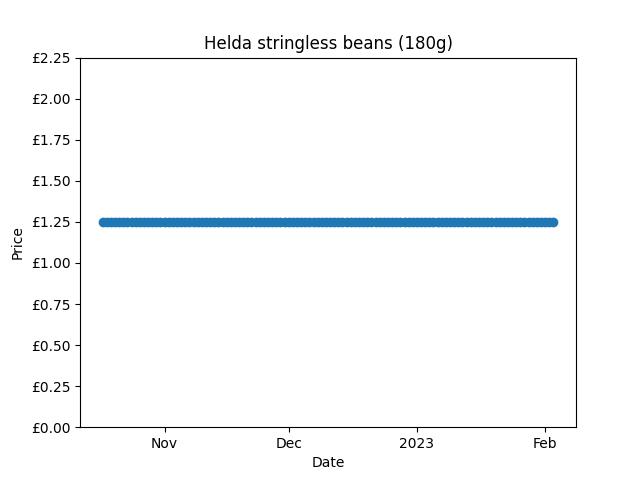 Helda stringless beans (180g)
£2.25
£2.00
£1.75
£1.50
£1.25
£1.00
£0.75
£0.50
£0.25
£0.00
Price
Nov Dec 2023 Feb
Date